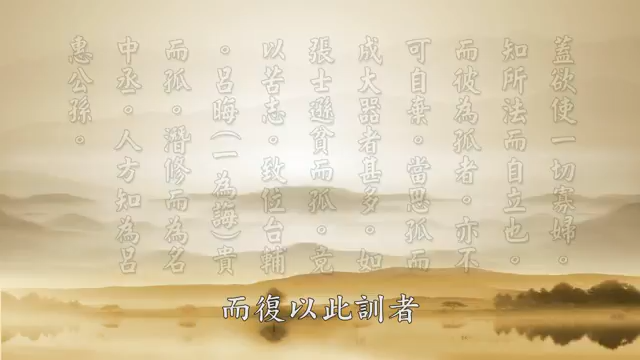 蓋欲使一切寡婦。
知所法而自立也。
而彼為孤者。亦不
可自棄。當思孤而
成大器者甚多。如
張士遜貧而孤。竟
以苦志。致位台輔
。呂晦(一為誨)貴
而孤。潛修而為名
中丞。人方知為呂
惠公孫。
而復以此訓者